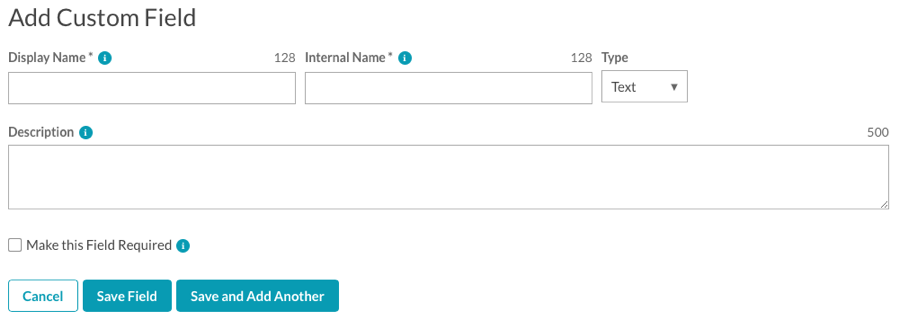 Add Custom Field
Display Name * i 128 Internal Name * i 128 Type
Text ▼
Description i 500
Make this Field Required i
Cancel Save Field Save and Add Another